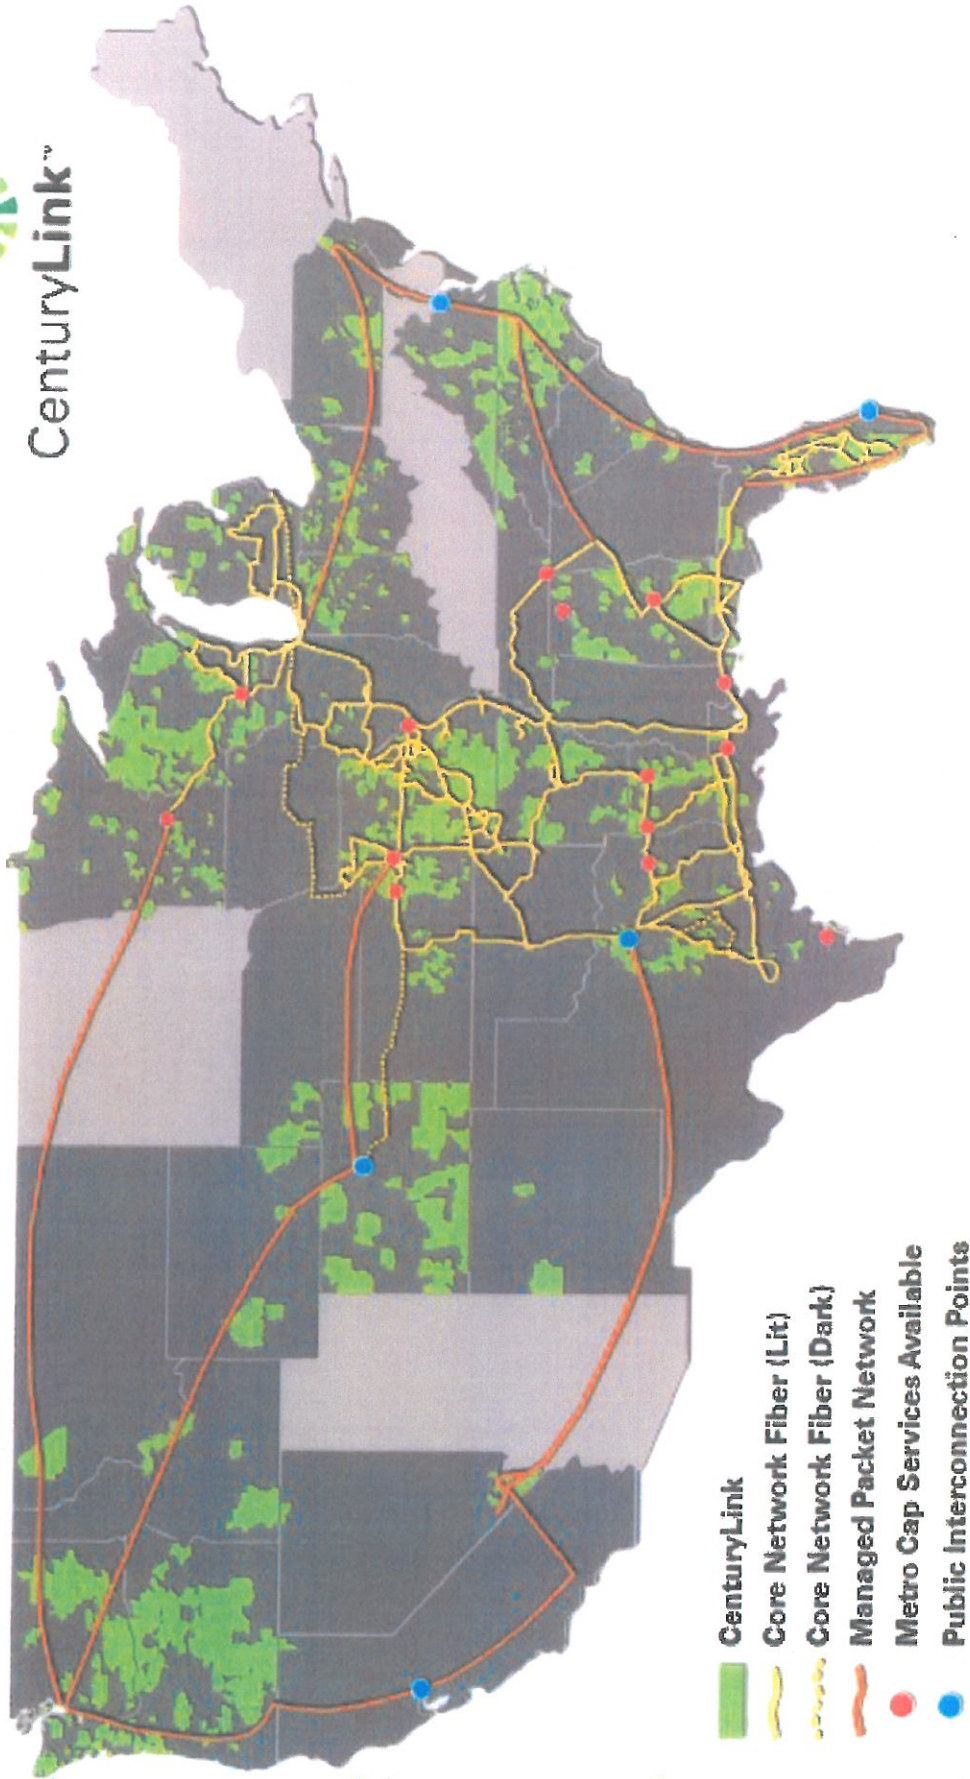 CenturyLink™
CenturyLink
Core Network Fiber (Lit)
Core Network Fiber (Dark)
Managed Packet Network
Metro Cap Services Available
Public Interconnection Points